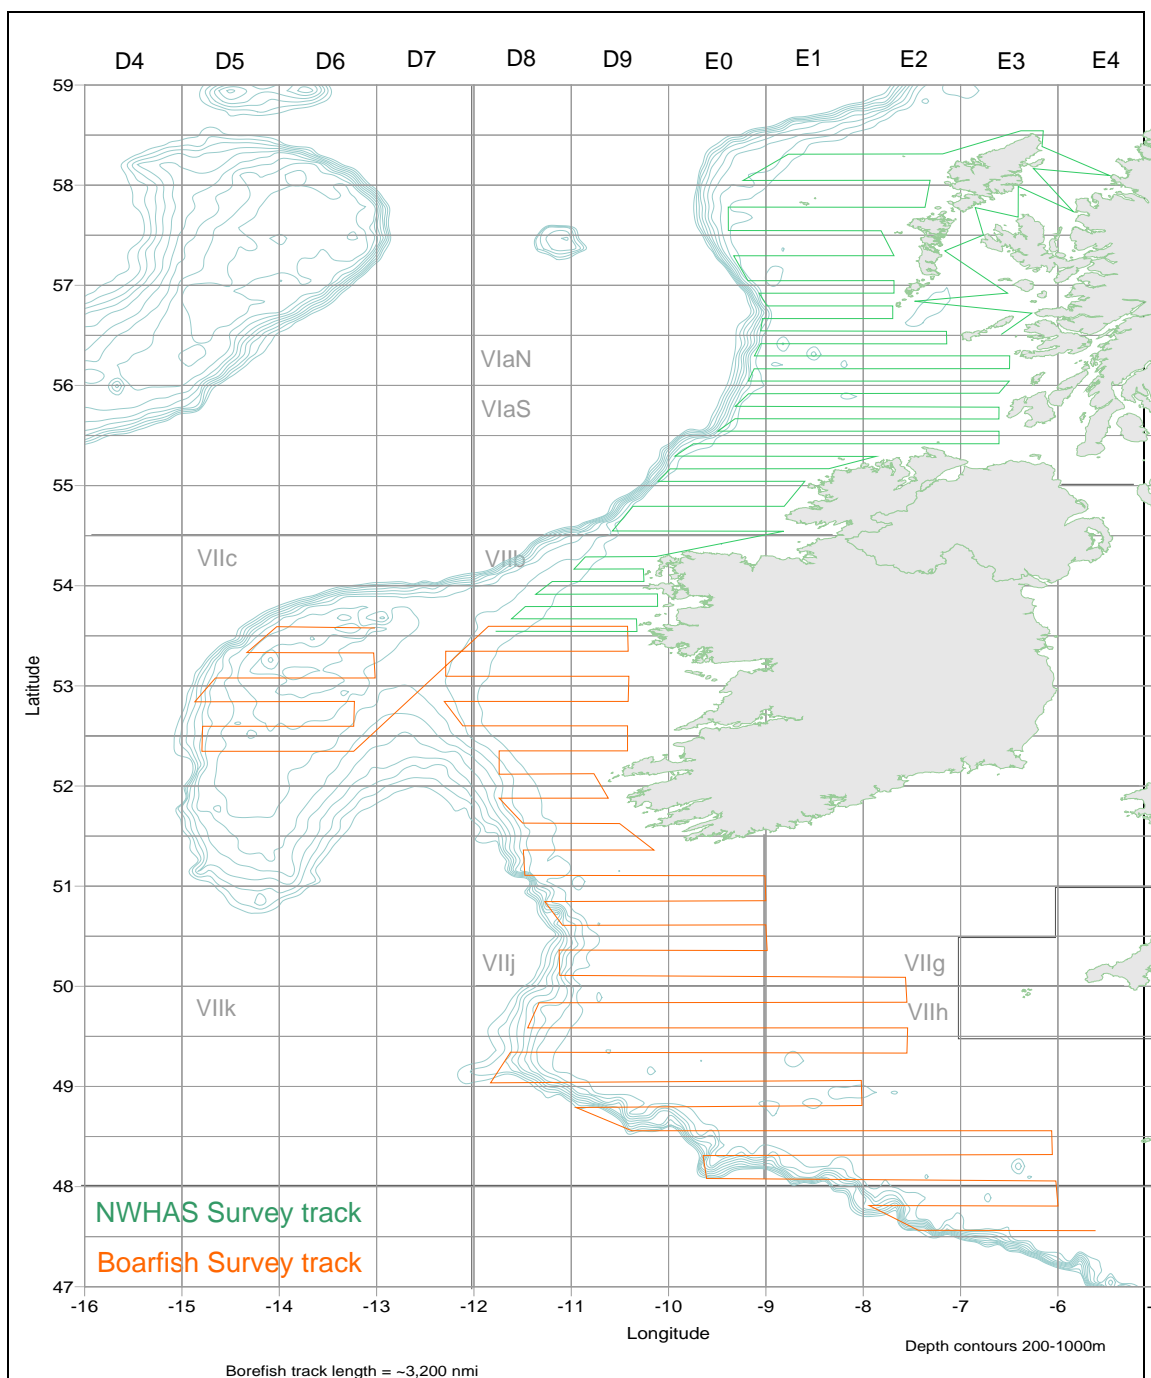 D4 D5 D6 D7 D8 D9 E0 E1 E2 E3 E4
59
58
57
VIaN
56
VIaS
55
VIIc VIIb
54
53
Latitude
52
51
VIIj VIIg
50
VIIk VIIh
49
48
NWHAS Survey track
Boarfish Survey track
47
-16 -15 -14 -13 -12 -11 -10 -9 -8 -7 -6
Longitude
Depth contours 200-1000m
Borefish track length = ~3,200 nmi